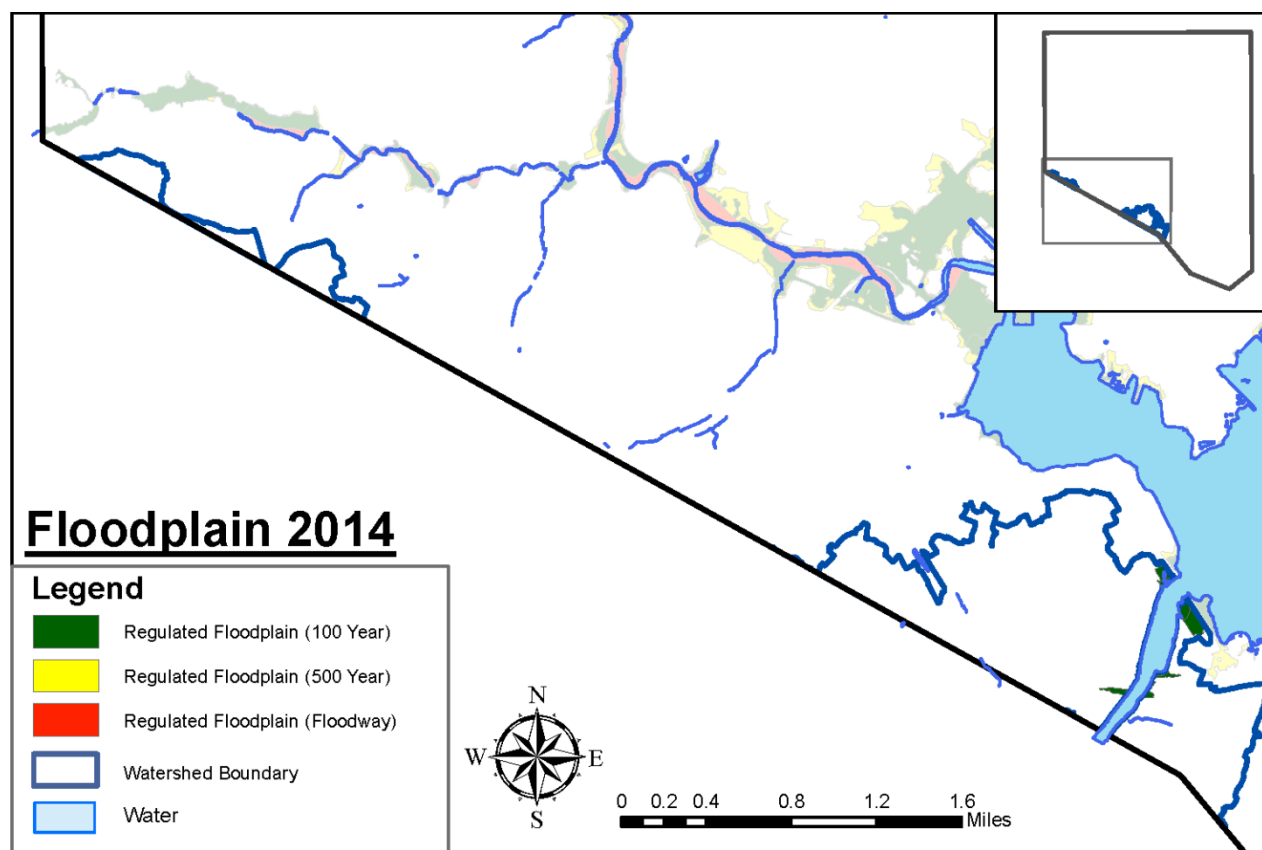 Floodplain 2014
Legend
Regulated Floodplain (100 Year)
Regulated Floodplain (500 Year)
Regulated Floodplain (Floodway)
Watershed Boundary
Water
N
W E
S
0 0.2 0.4 0.8 1.2 1.6
Miles